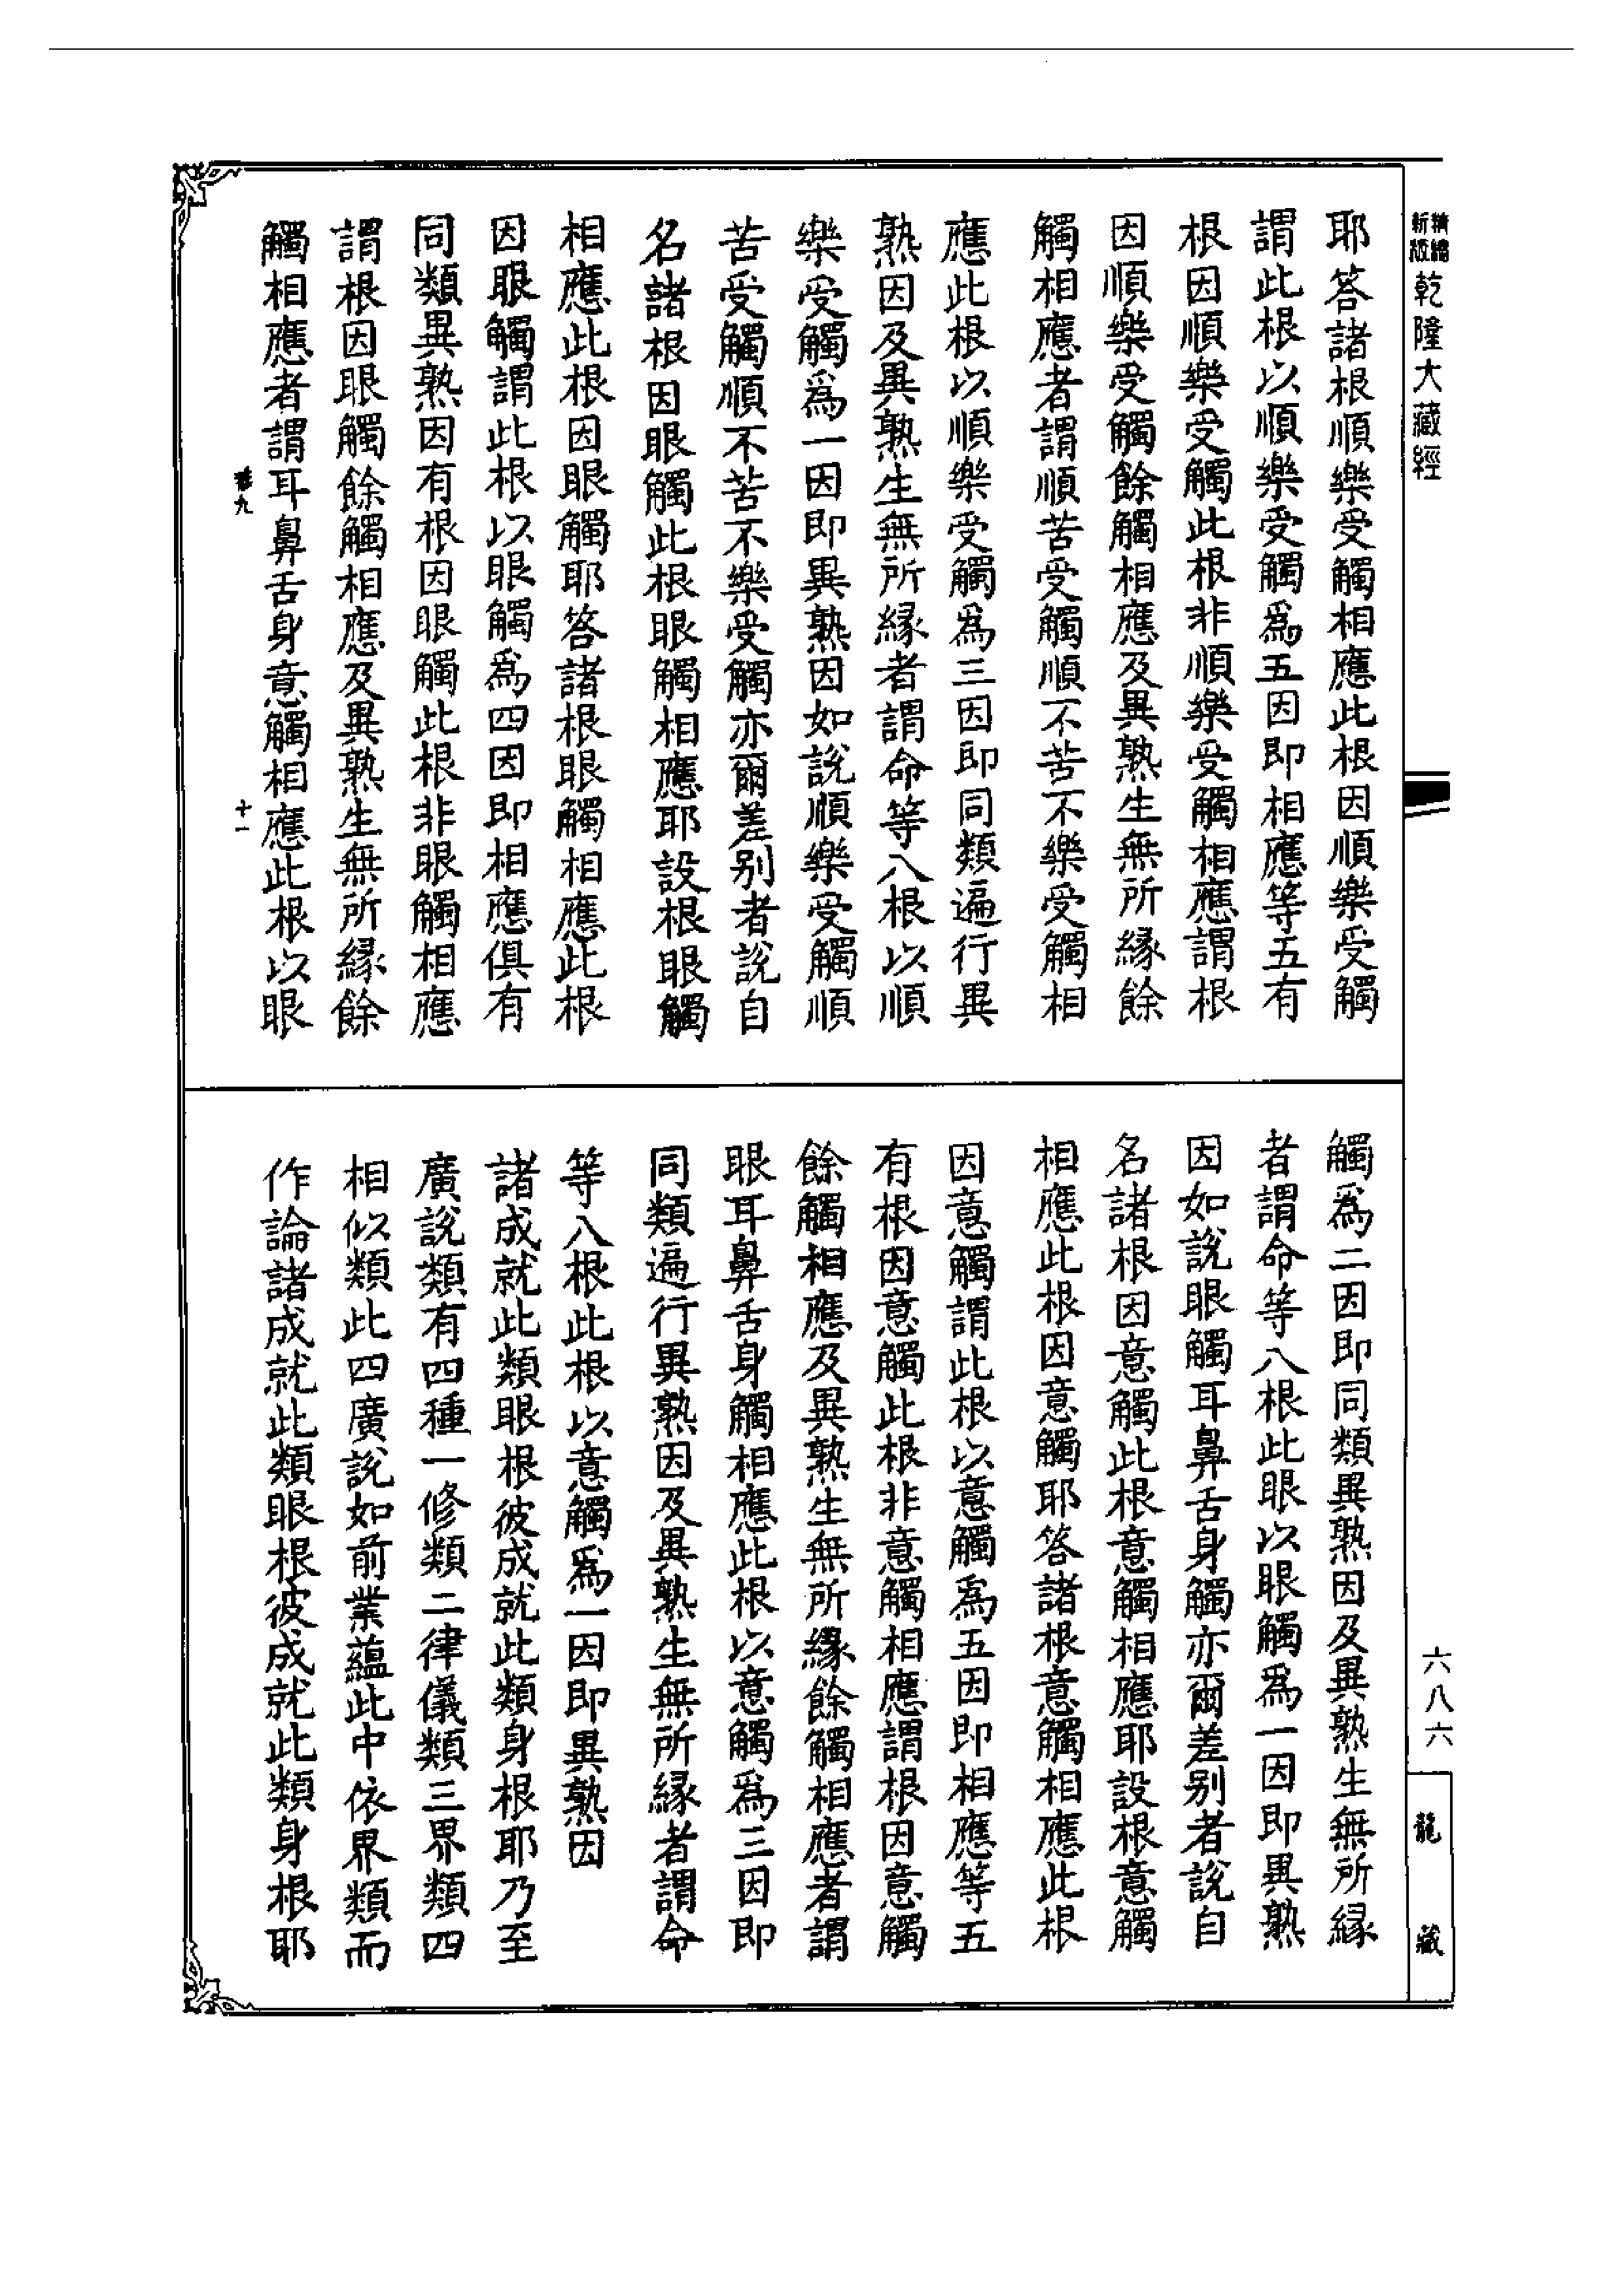 新編
精版
乾隆大藏經
耶答諸根順樂受觸相應此根因順樂受觸
謂此根以順樂受觸爲五因即相應等五有
根因順樂受觸此根非順樂受觸相應謂根
因順樂受觸餘觸相應及異熟生無所緣餘
觸相應者謂順苦受觸順不苦不樂受觸相
應此根以順樂受觸爲三因即同類遍行異
熟因及異熟生無所緣者謂命等八根以順
樂受觸爲一因即異熟因如說順樂受觸順
苦受觸順不苦不樂受觸亦爾差别者說自
名諸根因眼觸此根眼觸相應耶設根眼觸
相應此根因眼觸耶答諸根眼觸相應此根
因眼觸謂此根以眼觸爲四因即相應俱有
同類異熟因有根因眼觸此根非眼觸相應
謂根因眼觸餘觸相應及異熟生無所緣餘
觸相應者謂耳鼻舌身意觸相應此根以眼
十一
觸爲二因即同類異熟因及異熟生無所緣
者謂命等八根此眼以眼觸爲一因即異熟
因如說眼觸耳鼻舌身觸亦爾差别者說自
名諸根因意觸此根意觸相應耶設根意觸
相應此根因意觸耶答諸根意觸相應此根
因意觸謂此根以意觸爲五因即相應等五
有根因意觸此根非意觸相應謂根因意觸
餘觸相應及異熟生無所緣餘觸相應者謂
眼耳鼻舌身觸相應此根以意觸爲三因即
同類遍行異熟因及異熟生無所緣者謂命
等八根此根以意觸爲一因即異熟因
諸成就此類眼根彼成就此類身根耶乃至
廣說類有四種一修類二律儀類三界類四
相似類此四廣說如前業蘊此中依界類而
作論諸成就此類眼根彼成就此類身根耶
六八六
龍藏